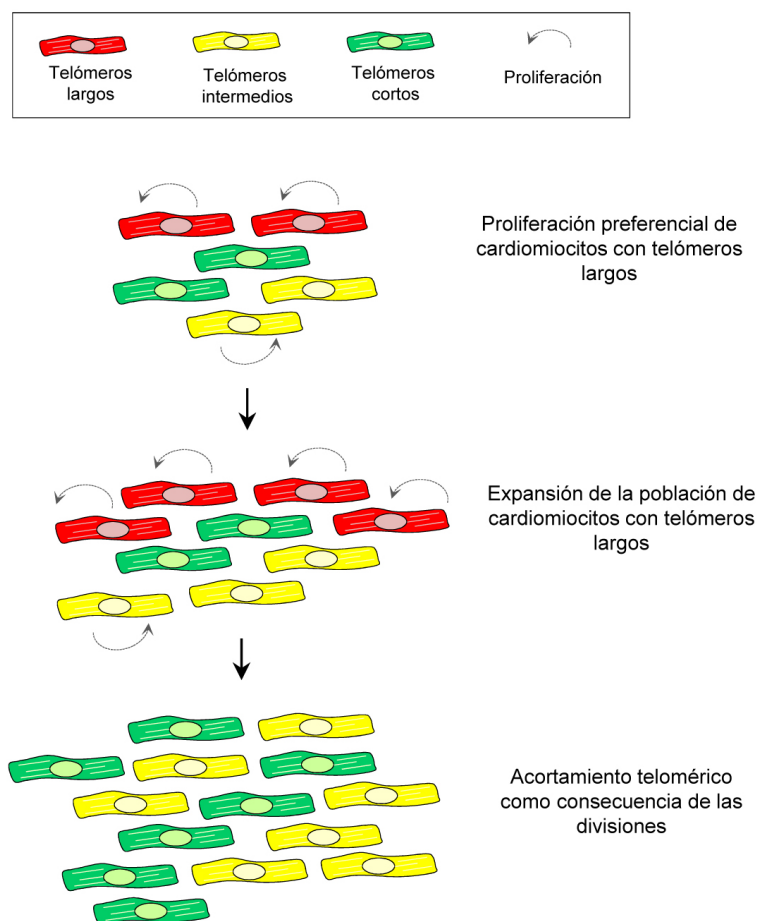 Telómeros
largos
Telómeros
intermedios
Telómeros
cortos
Proliferación
Proliferación preferencial de
cardiomiocitos con telómeros
largos
Expansión de la población de
cardiomiocitos con telómeros
largos
Acortamiento telomérico
como consecuencia de las
divisiones